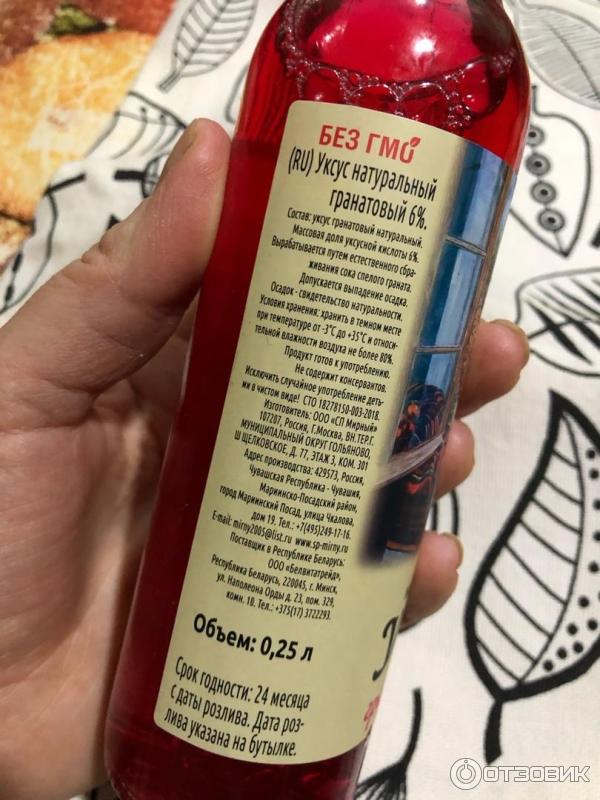 БЕЗ ГМО
(RU) Уксус натуральный
гранатовый 6%.
Состав: уксус гранатовый натуральный.
Массовая доля уксусной кислоты 6%.
Вырабатывается путем естественного сбра-
живания сока спелого граната.
Допускается выпадение осадка.
Осадок - свидетельство натуральности.
Условия хранения: хранить в темном месте
при температуре от -3°С до +35°С и относи-
тельной влажности воздуха не более 80%.
Продукт готов к употреблению.
Не содержит консервантов.
Исключить случайное употребление деть-
ми в чистом виде! СТО 18278150-003-2018.
Изготовитель: ООО «СП Мирный»
107207, Россия, Г.Москва, ВН.ТЕР.Г.
МУНИЦИПАЛЬНЫЙ ОКРУГ ГОЛЬЯНОВО,
Ш ЩЕЛКОВСКОЕ, Д. 77, ЭТАЖ 3, КОМ. 301
Адрес производства: 429573, Россия,
Чувашская Республика - Чувашия,
Мариинско-Посадский район,
город Мариинский Посад, улица Чкалова,
дом 19. Тел.: +7(495)249-17-16.
E-mail: mirny2005@list.ru www.sp-mirny.ru
Поставщик в Республике Беларусь:
ООО «Белвитатрейд»,
Республика Беларусь, 220045, г. Минск,
ул. Наполеона Орды д. 23, пом. 329,
комн. 10. Тел.: +375(17) 3722293.
Объем: 0,25 л
Срок годности: 24 месяца
с даты розлива. Дата роз-
лива указана на бутылке.
ОТЗОВИК